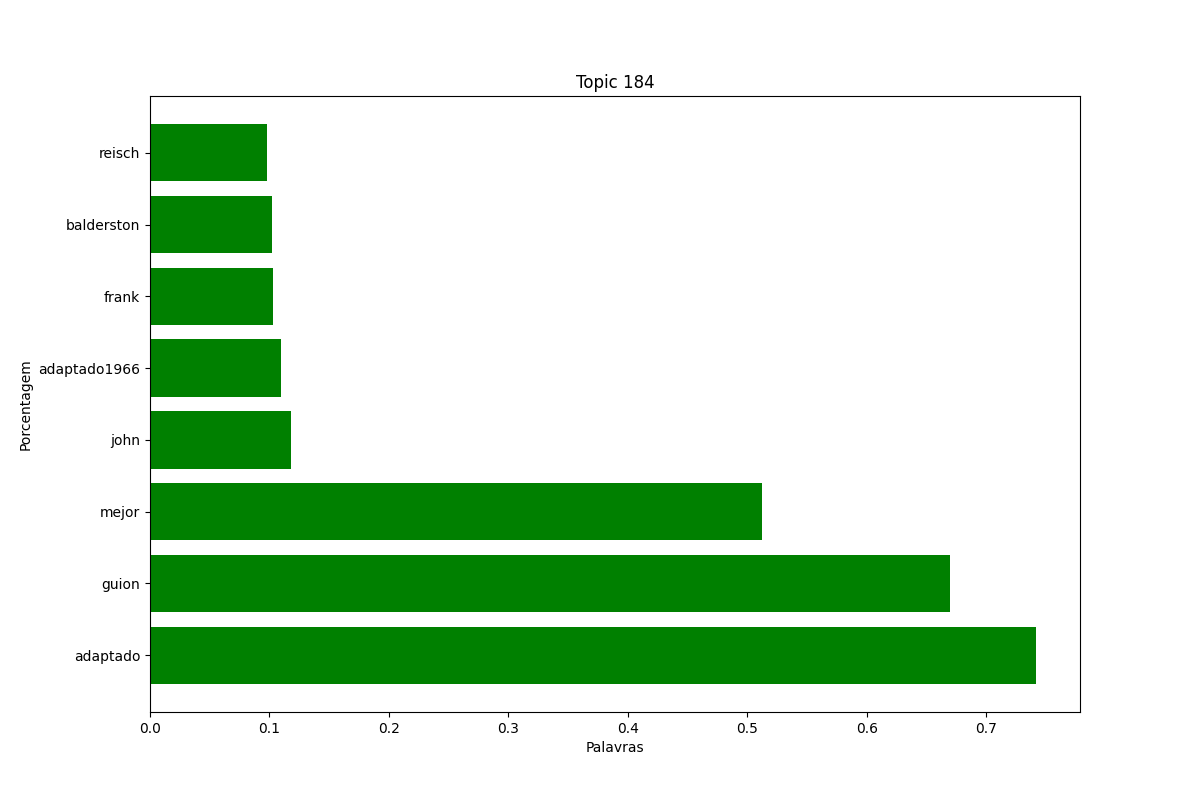 Topic 184
reisch
balderston
frank
adaptado1966
john
mejor
guion
adaptado
Porcentagem
0.0 0.1 0.2 0.3 0.4 0.5 0.6 0.7
Palavras